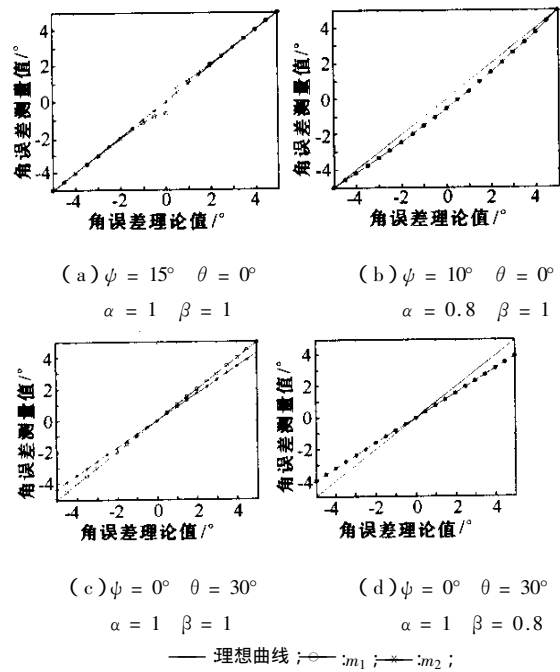 4
2
0
-2
-4
角误差测量值/°
-4 -2 0 2 4
角误差理论值/°
4
2
0
-2
-4
角误差测量值/°
-4 -2 0 2 4
角误差理论值/°
(a) ψ = 15° θ = 0°
α = 1 β = 1
(b) ψ = 10° θ = 0°
α = 0.8 β = 1
4
2
0
-2
-4
角误差测量值/°
-4 -2 0 2 4
角误差理论值/°
4
2
0
-2
-4
角误差测量值/°
-4 -2 0 2 4
角误差理论值/°
(c) ψ = 0° θ = 30°
α = 1 β = 1
(d) ψ = 0° θ = 30°
α = 1 β = 0.8
:理想曲线; :m₁; :m₂;